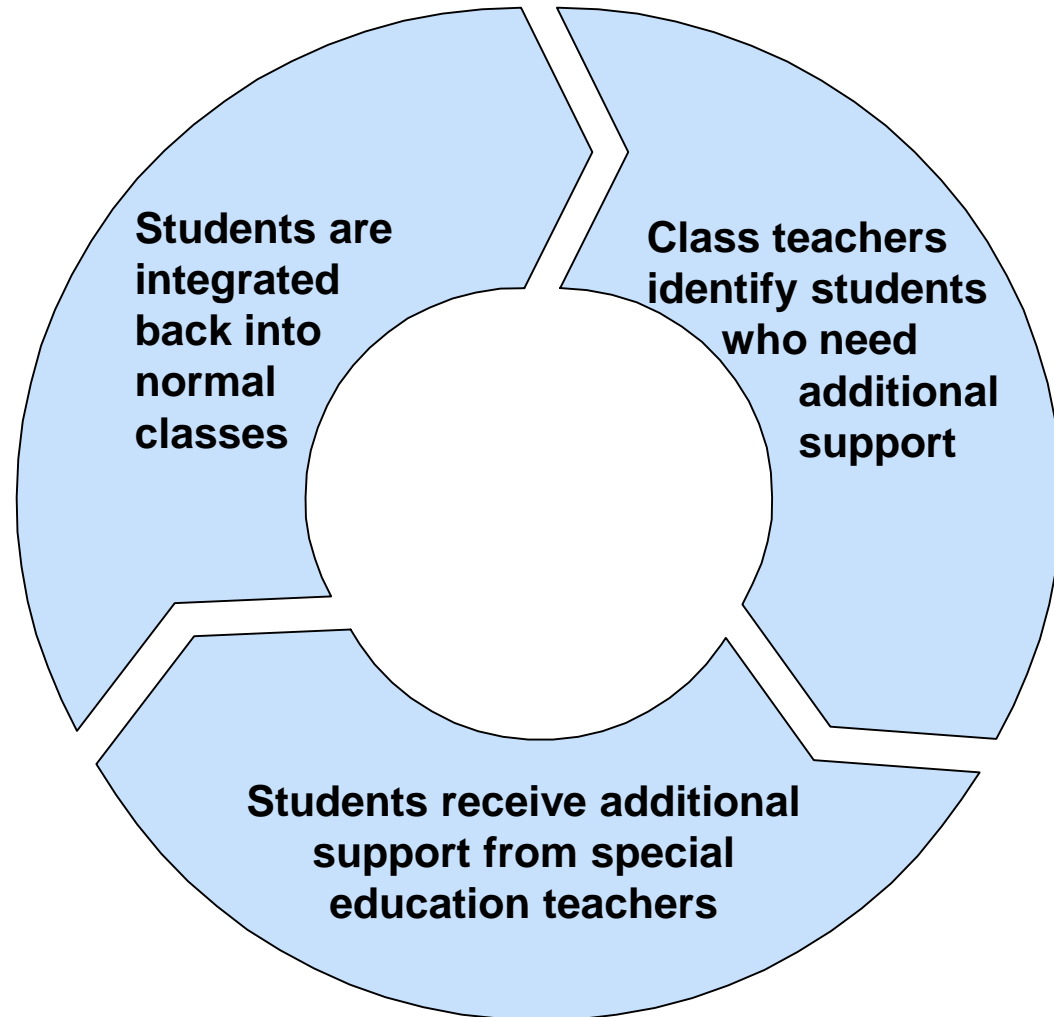 Students are
integrated
back into
normal
classes
Class teachers
identify students
who need
additional
support
Students receive additional
support from special
education teachers